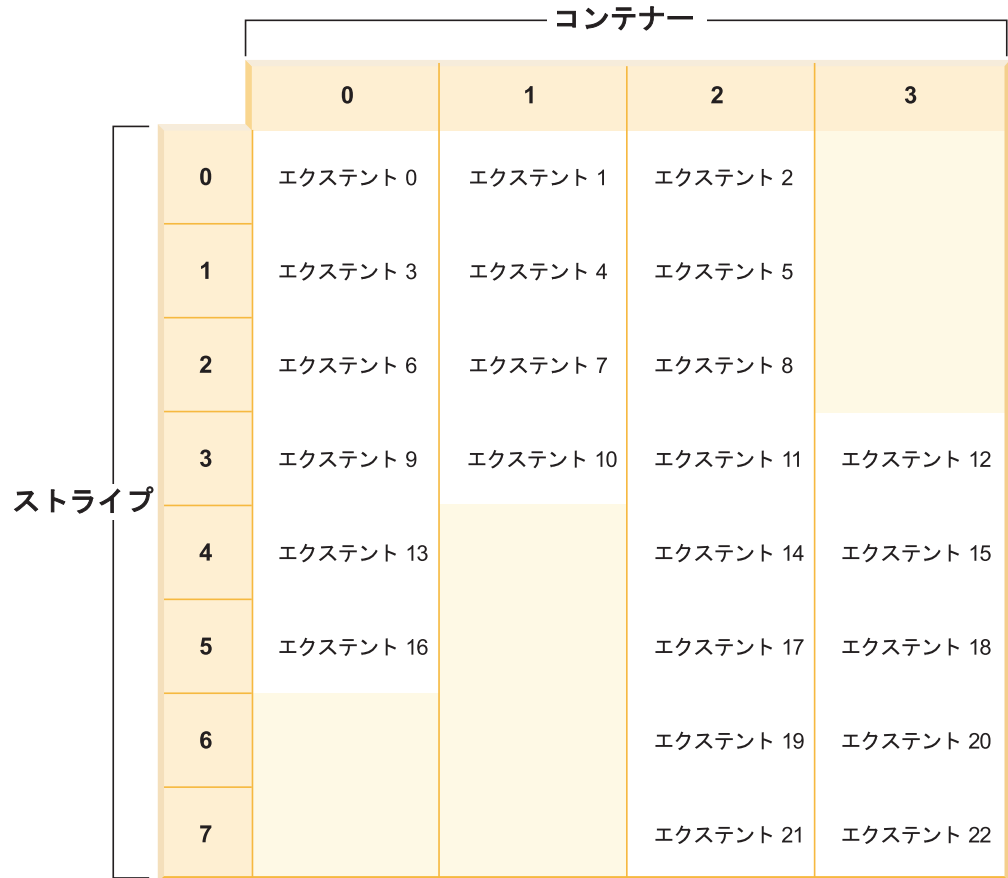 コンテナー
0 1 2 3
0 エクステント 0 エクステント 1 エクステント 2
1 エクステント 3 エクステント 4 エクステント 5
2 エクステント 6 エクステント 7 エクステント 8
3 エクステント 9 エクステント 10 エクステント 11 エクステント 12
ストライプ
4 エクステント 13 エクステント 14 エクステント 15
5 エクステント 16 エクステント 17 エクステント 18
6 エクステント 19 エクステント 20
7 エクステント 21 エクステント 22